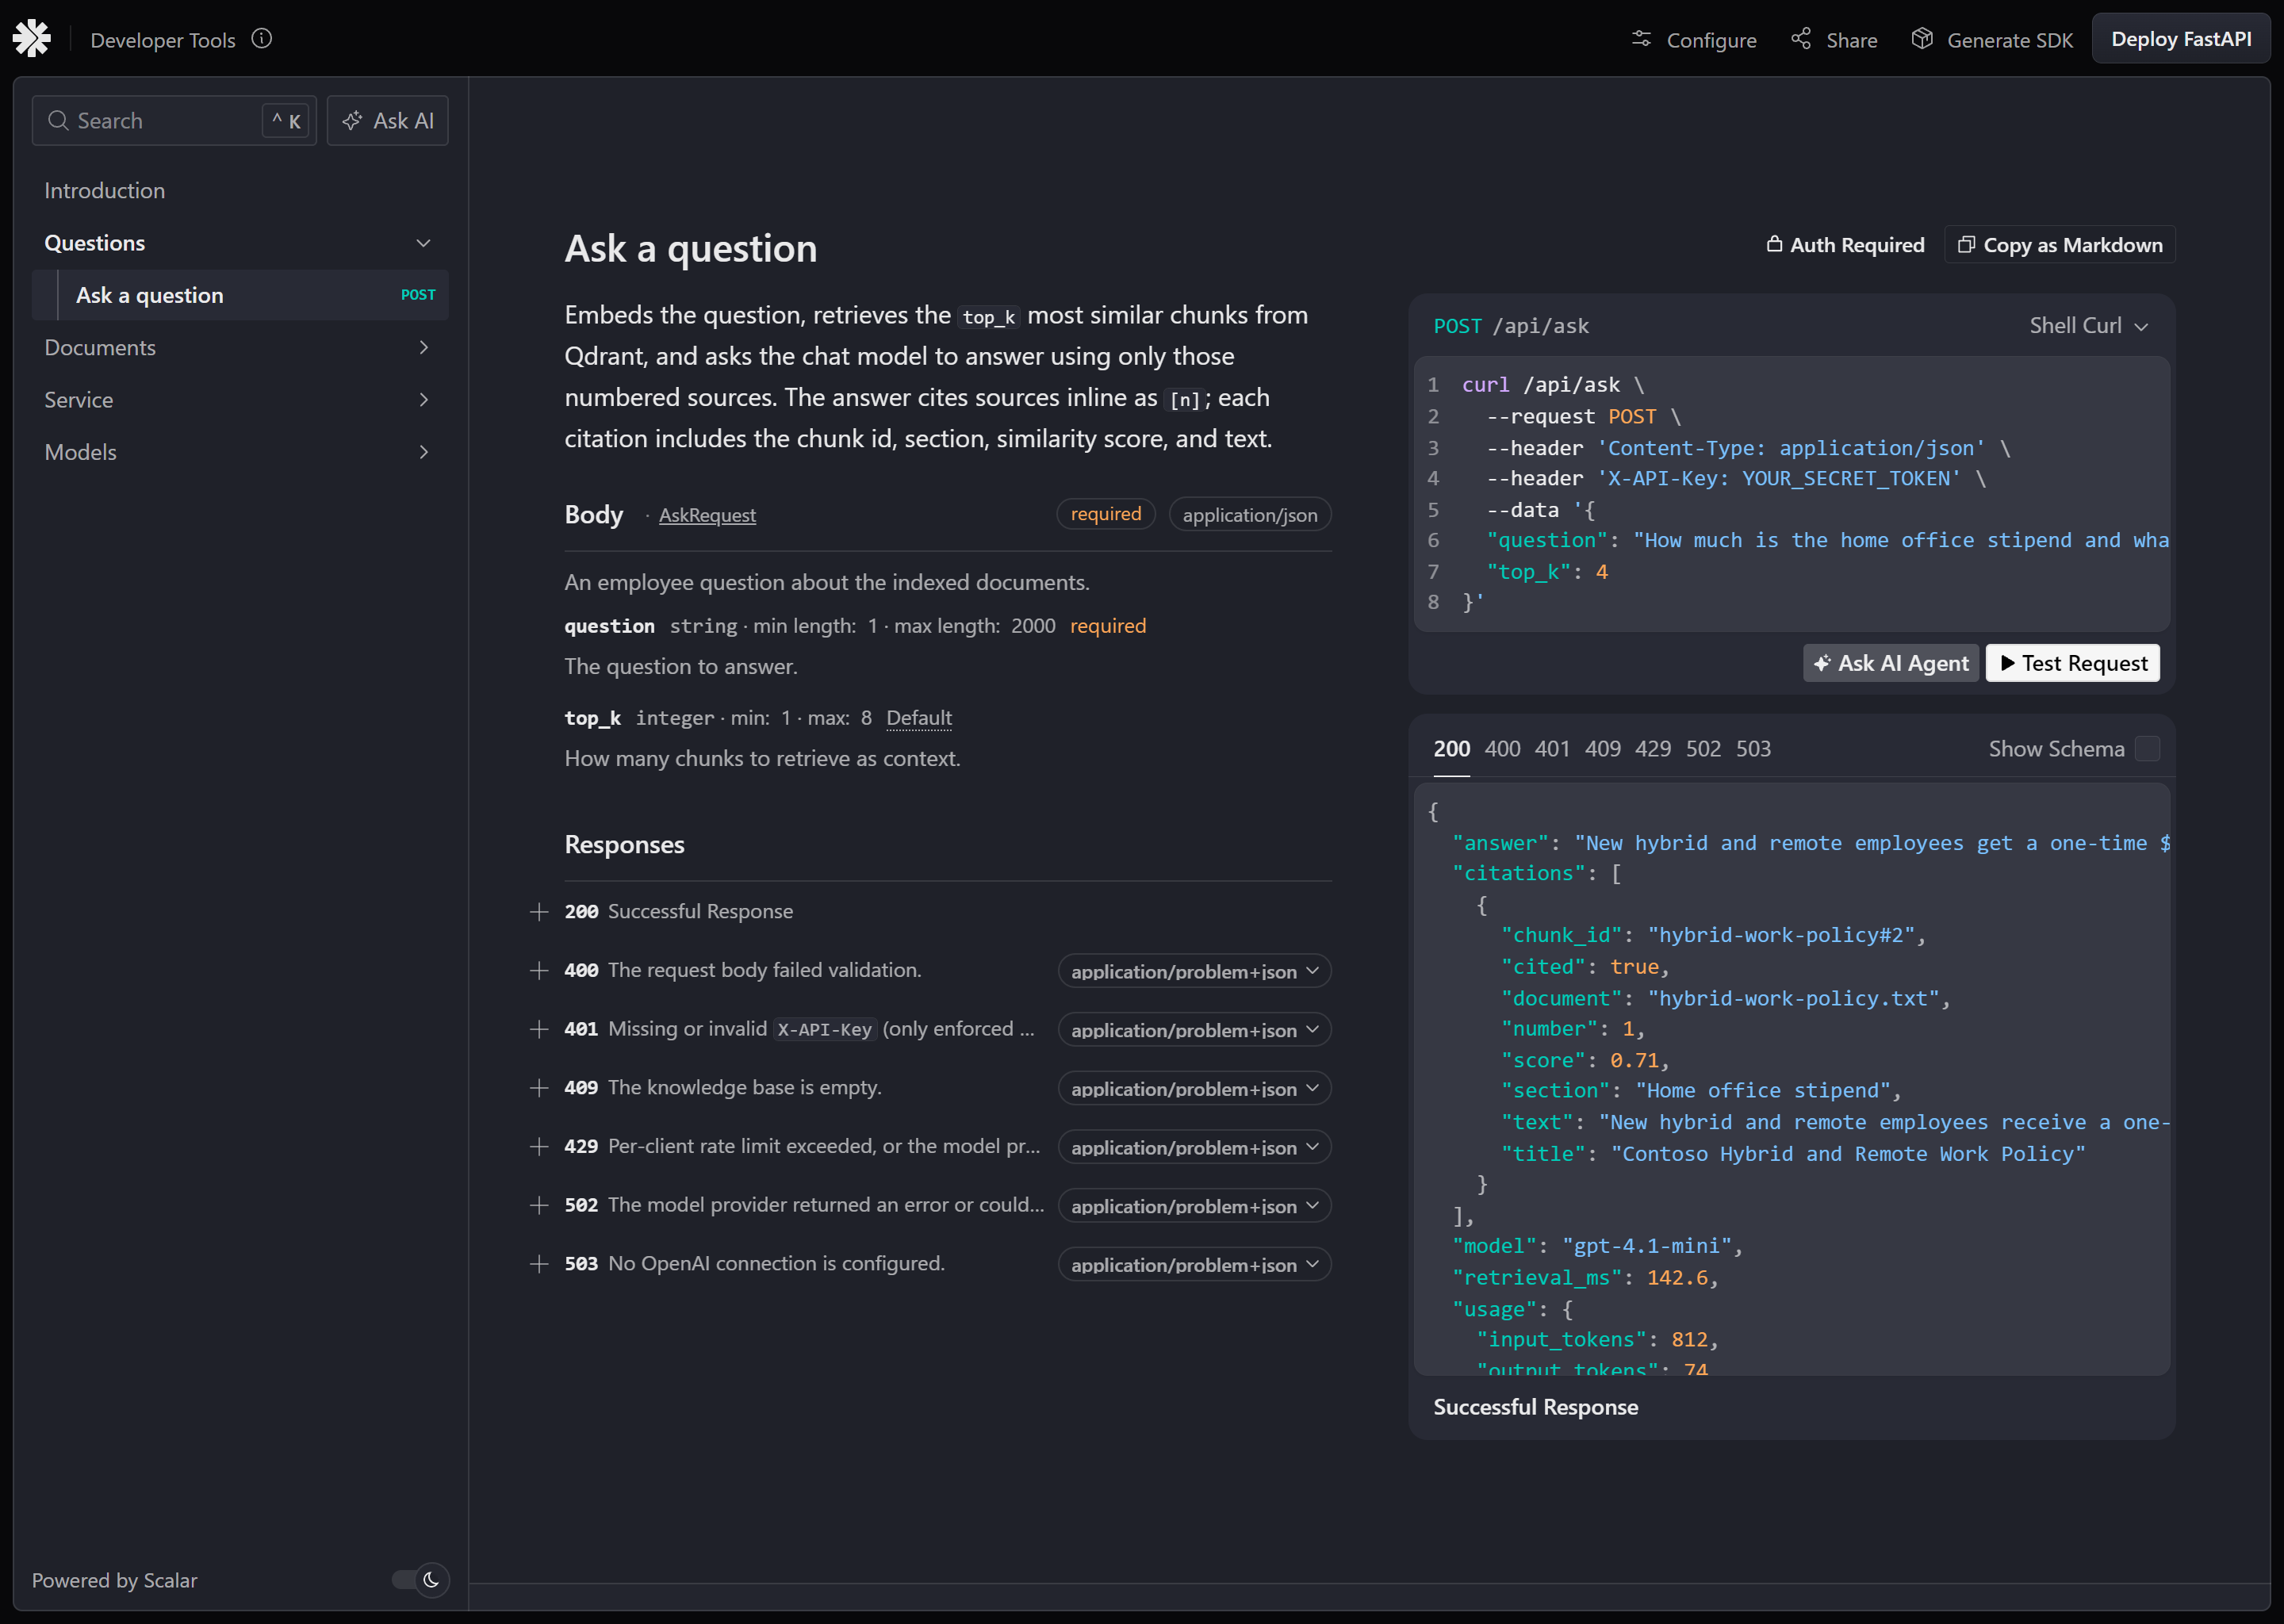 Developer Tools
Configure
Share
Generate SDK
Deploy FastAPI
Search
^ K
Ask AI
Introduction
Questions
Ask a question POST
Documents
Service
Models
Powered by Scalar
Ask a question
Embeds the question, retrieves the top_k most similar chunks from
Qdrant, and asks the chat model to answer using only those
numbered sources. The answer cites sources inline as [n]; each
citation includes the chunk id, section, similarity score, and text.
Body · AskRequest required application/json
An employee question about the indexed documents.
question string · min length: 1 · max length: 2000 required
The question to answer.
top_k integer · min: 1 · max: 8 Default
How many chunks to retrieve as context.
Responses
200 Successful Response
400 The request body failed validation. application/problem+json
401 Missing or invalid X-API-Key (only enforced ... application/problem+json
409 The knowledge base is empty. application/problem+json
429 Per-client rate limit exceeded, or the model pr... application/problem+json
502 The model provider returned an error or could... application/problem+json
503 No OpenAI connection is configured. application/problem+json
Auth Required
Copy as Markdown
POST /api/ask Shell Curl
1 curl /api/ask \
2 --request POST \
3 --header 'Content-Type: application/json' \
4 --header 'X-API-Key: YOUR_SECRET_TOKEN' \
5 --data '{
6 "question": "How much is the home office stipend and wha
7 "top_k": 4
8 }'
Ask AI Agent
Test Request
200 400 401 409 429 502 503 Show Schema
{
"answer": "New hybrid and remote employees get a one-time $
"citations": [
{
"chunk_id": "hybrid-work-policy#2",
"cited": true,
"document": "hybrid-work-policy.txt",
"number": 1,
"score": 0.71,
"section": "Home office stipend",
"text": "New hybrid and remote employees receive a one-
"title": "Contoso Hybrid and Remote Work Policy"
}
],
"model": "gpt-4.1-mini",
"retrieval_ms": 142.6,
"usage": {
"input_tokens": 812,
"output_tokens": 74
Successful Response